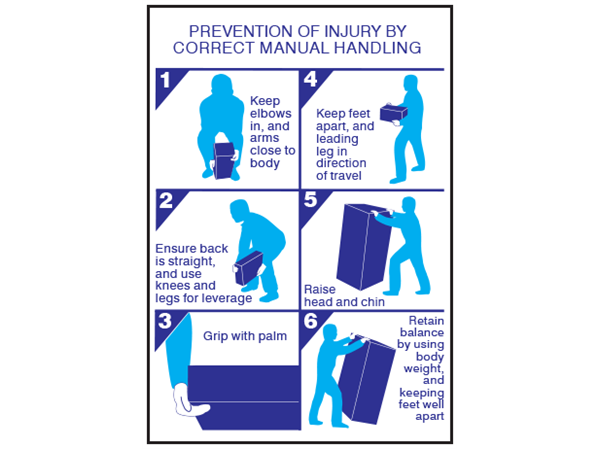 PREVENTION OF INJURY BY
CORRECT MANUAL HANDLING
1
Keep
elbows
in, and
arms
close to
body
2
Ensure back
is straight,
and use
knees and
legs for leverage
3
Grip with palm
4
Keep feet
apart, and
leading
leg in
direction
of travel
5
Raise
head and chin
6
Retain
balance
by using
body
weight,
and
keeping
feet well
apart